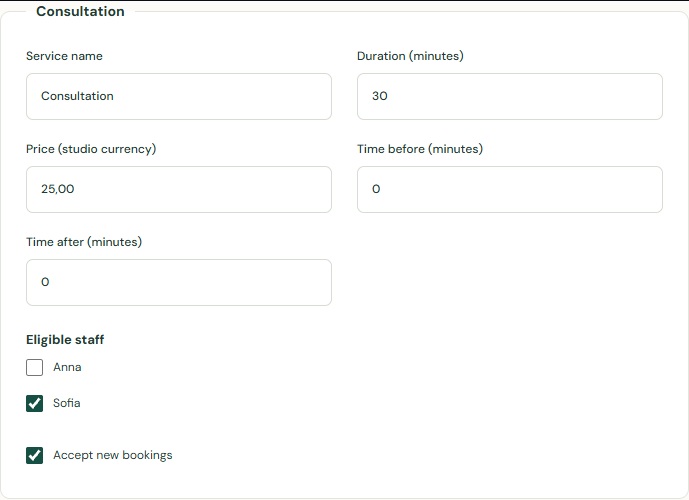 Consultation
Service name
Duration (minutes)
Consultation
30
Price (studio currency)
Time before (minutes)
25,00
0
Time after (minutes)
0
Eligible staff
Anna
Sofia
Accept new bookings